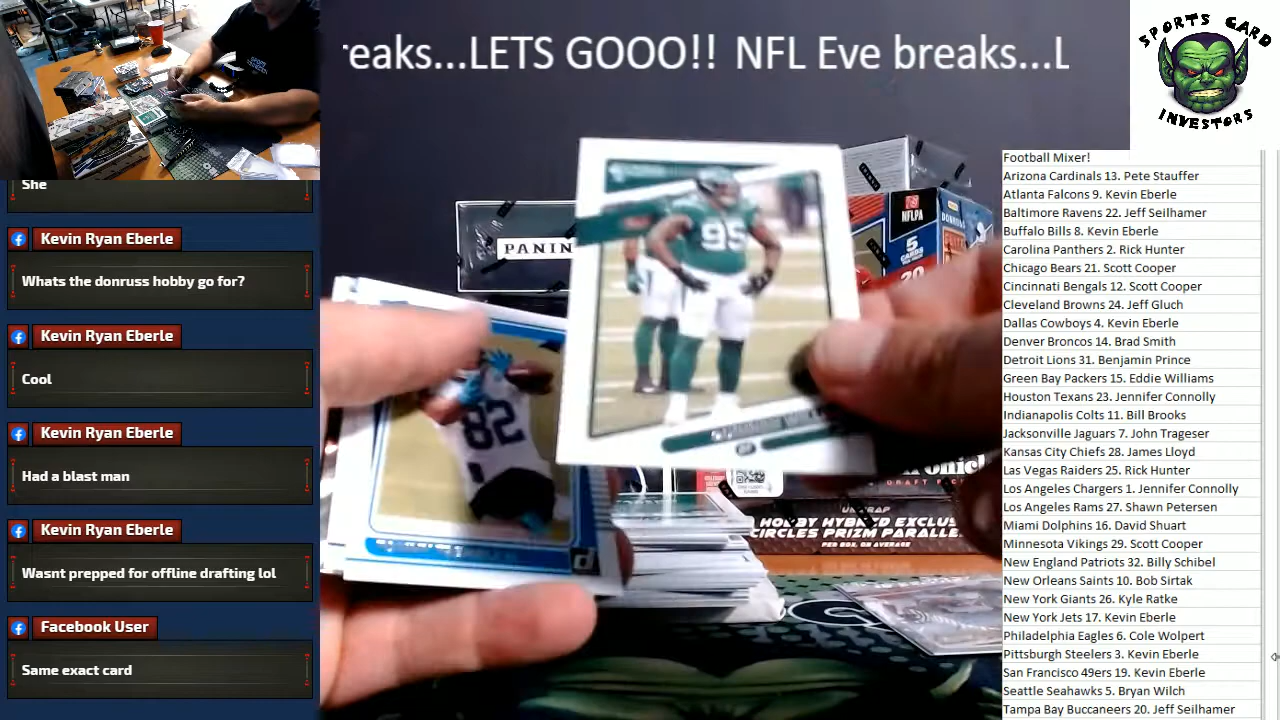 eaks...LETS GOOO!! NFL Eve breaks...L
SPORTS CARD
INVESTORS
She
Kevin Ryan Eberle
Whats the donruss hobby go for?
Kevin Ryan Eberle
Cool
Kevin Ryan Eberle
Had a blast man
Kevin Ryan Eberle
Wasnt prepped for offline drafting lol
Facebook User
Same exact card
PANINI
95
82
NFLPA
5
CARDS
20
DRAFT
HOBBY HYBRID EXCLUS
CIRCLES PRIZM PARALLE
PER BOX, ON AVERAGE
Football Mixer!
Arizona Cardinals 13. Pete Stauffer
Atlanta Falcons 9. Kevin Eberle
Baltimore Ravens 22. Jeff Seilhamer
Buffalo Bills 8. Kevin Eberle
Carolina Panthers 2. Rick Hunter
Chicago Bears 21. Scott Cooper
Cincinnati Bengals 12. Scott Cooper
Cleveland Browns 24. Jeff Gluch
Dallas Cowboys 4. Kevin Eberle
Denver Broncos 14. Brad Smith
Detroit Lions 31. Benjamin Prince
Green Bay Packers 15. Eddie Williams
Houston Texans 23. Jennifer Connolly
Indianapolis Colts 11. Bill Brooks
Jacksonville Jaguars 7. John Trageser
Kansas City Chiefs 28. James Lloyd
Las Vegas Raiders 25. Rick Hunter
Los Angeles Chargers 1. Jennifer Connolly
Los Angeles Rams 27. Shawn Petersen
Miami Dolphins 16. David Shuart
Minnesota Vikings 29. Scott Cooper
New England Patriots 32. Billy Schibel
New Orleans Saints 10. Bob Sirtak
New York Giants 26. Kyle Ratke
New York Jets 17. Kevin Eberle
Philadelphia Eagles 6. Cole Wolpert
Pittsburgh Steelers 3. Kevin Eberle
San Francisco 49ers 19. Kevin Eberle
Seattle Seahawks 5. Bryan Wilch
Tampa Bay Buccaneers 20. Jeff Seilhamer